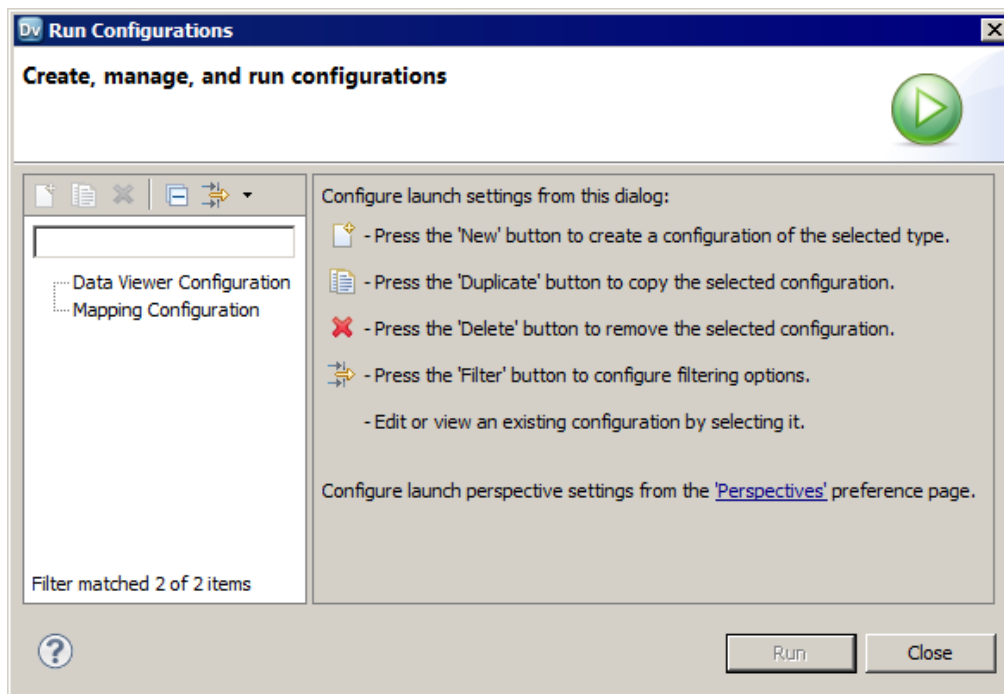 Dv Run Configurations
Create, manage, and run configurations
Configure launch settings from this dialog:
- Press the 'New' button to create a configuration of the selected type.
Data Viewer Configuration
- Press the 'Duplicate' button to copy the selected configuration.
Mapping Configuration
- Press the 'Delete' button to remove the selected configuration.
- Press the 'Filter' button to configure filtering options.
- Edit or view an existing configuration by selecting it.
Configure launch perspective settings from the 'Perspectives' preference page.
Filter matched 2 of 2 items
?
Run
Close